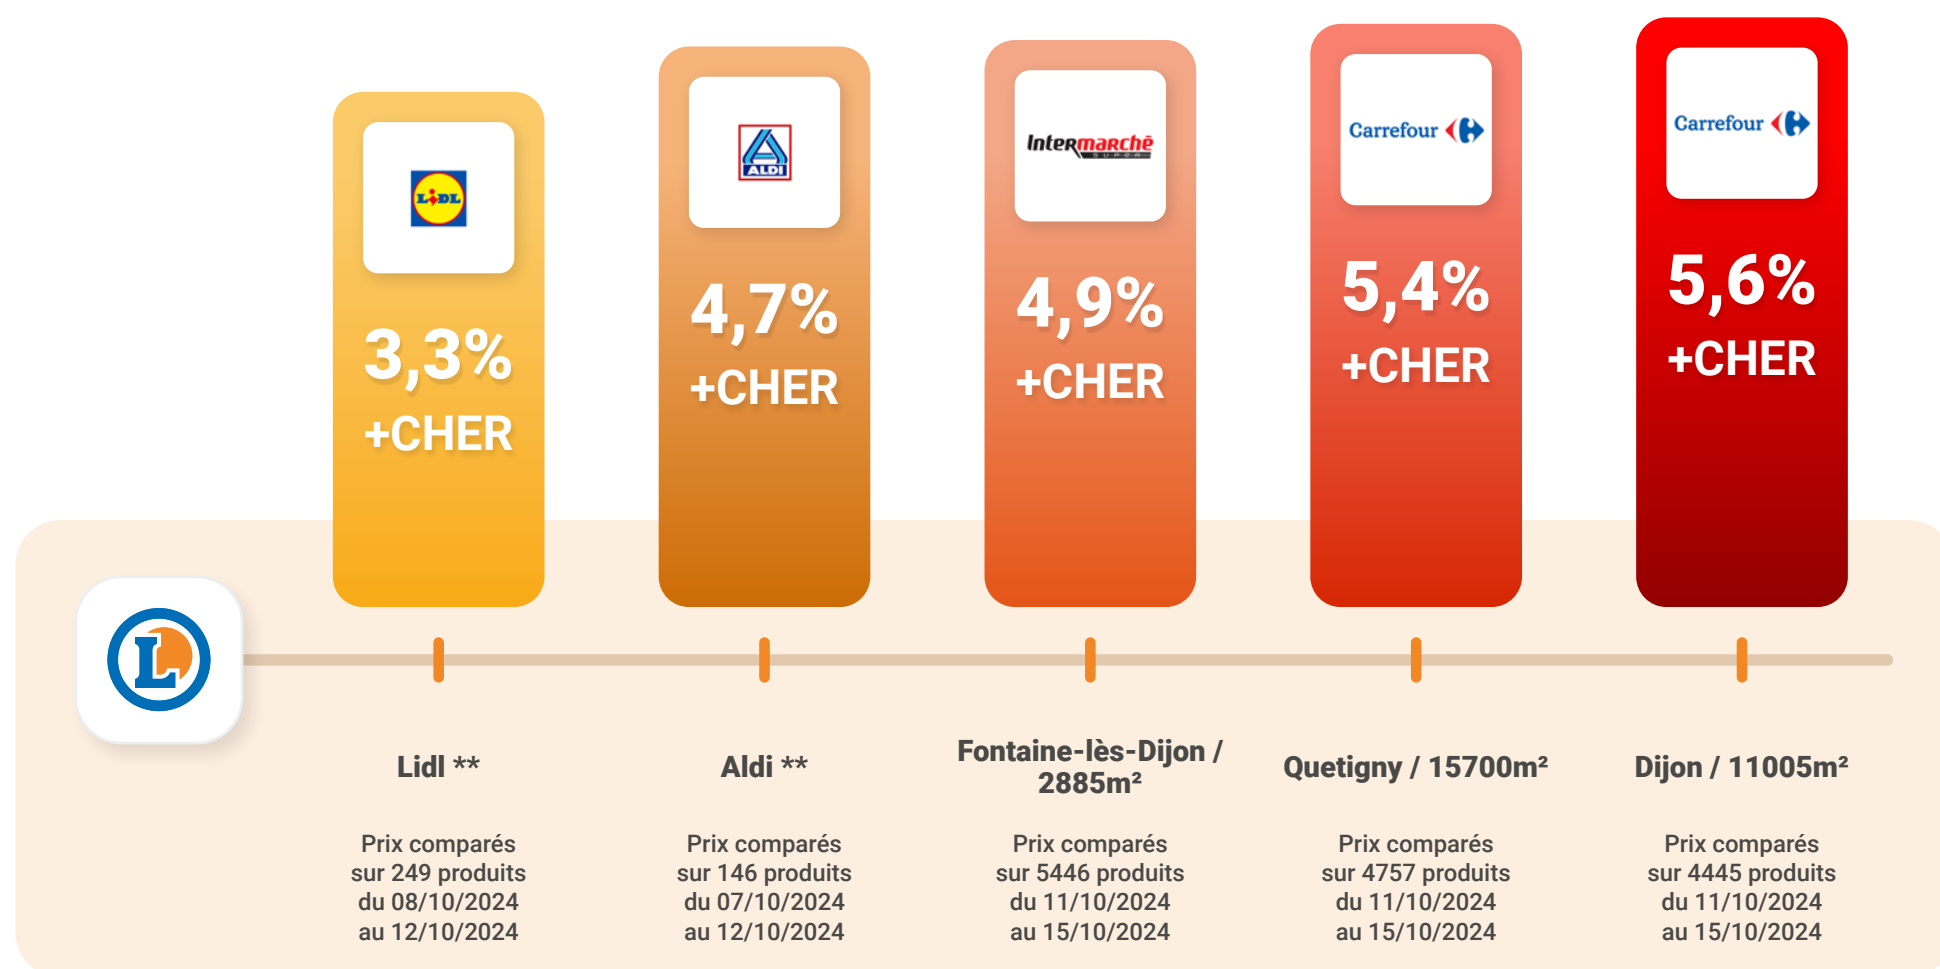 LIDL
3,3%
+CHER
ALDI
4,7%
+CHER
Intermarchē
SUPER
4,9%
+CHER
Carrefour
5,4%
+CHER
Carrefour
5,6%
+CHER
L
Lidl **
Prix comparés
sur 249 produits
du 08/10/2024
au 12/10/2024
Aldi **
Prix comparés
sur 146 produits
du 07/10/2024
au 12/10/2024
Fontaine-lès-Dijon /
2885m²
Prix comparés
sur 5446 produits
du 11/10/2024
au 15/10/2024
Quetigny / 15700m²
Prix comparés
sur 4757 produits
du 11/10/2024
au 15/10/2024
Dijon / 11005m²
Prix comparés
sur 4445 produits
du 11/10/2024
au 15/10/2024